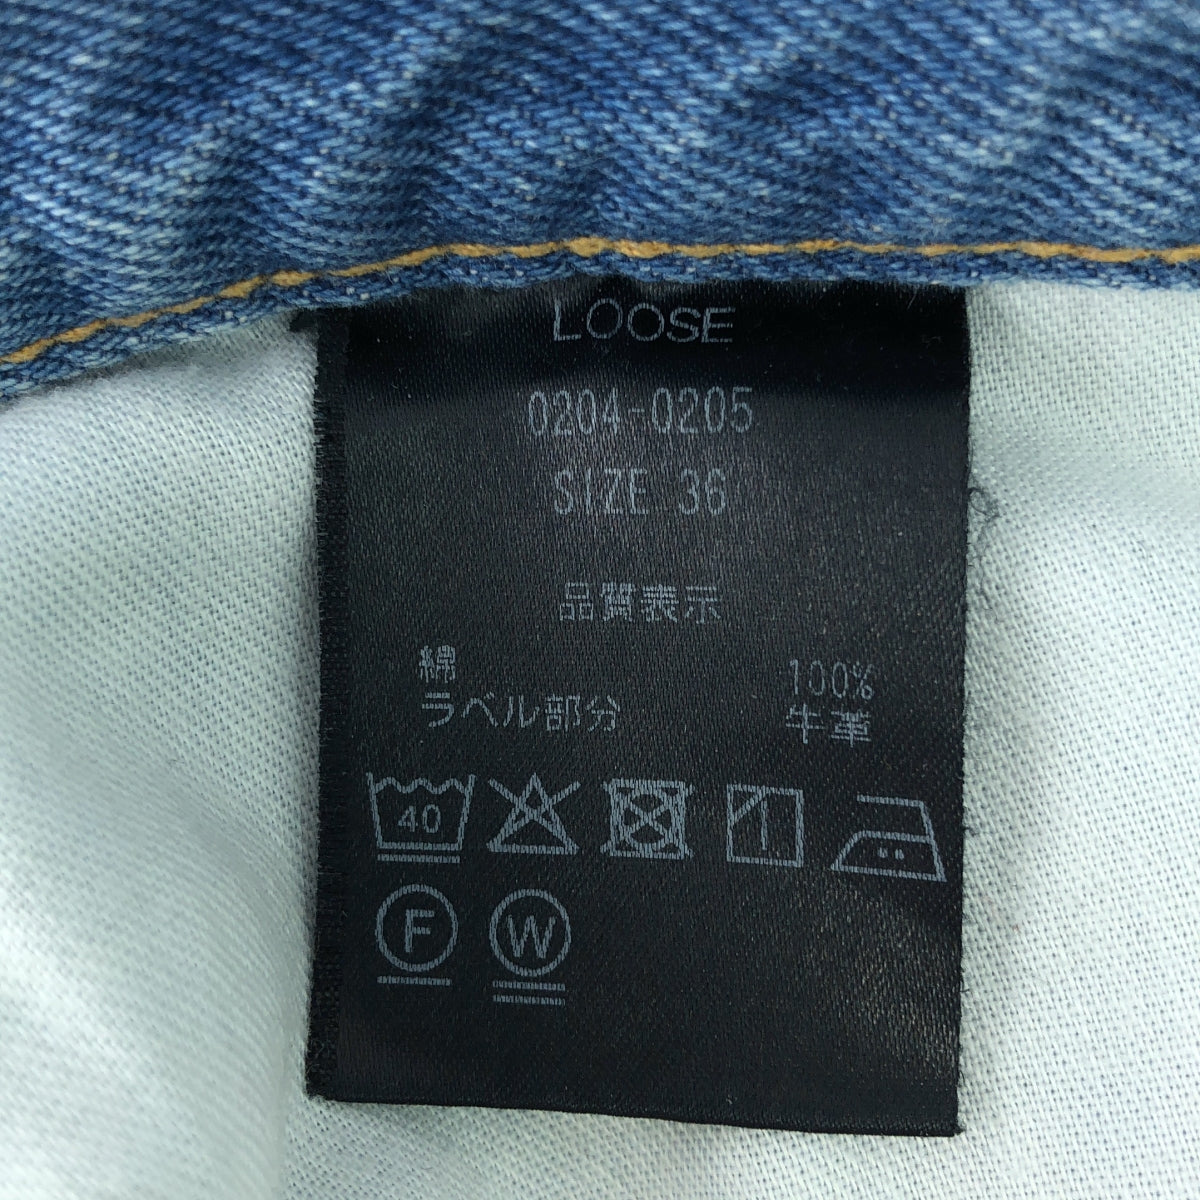 LOOSE
0204-0205
SIZE 36
品質表示
綿 100%
ラベル部分 牛革
40
F W